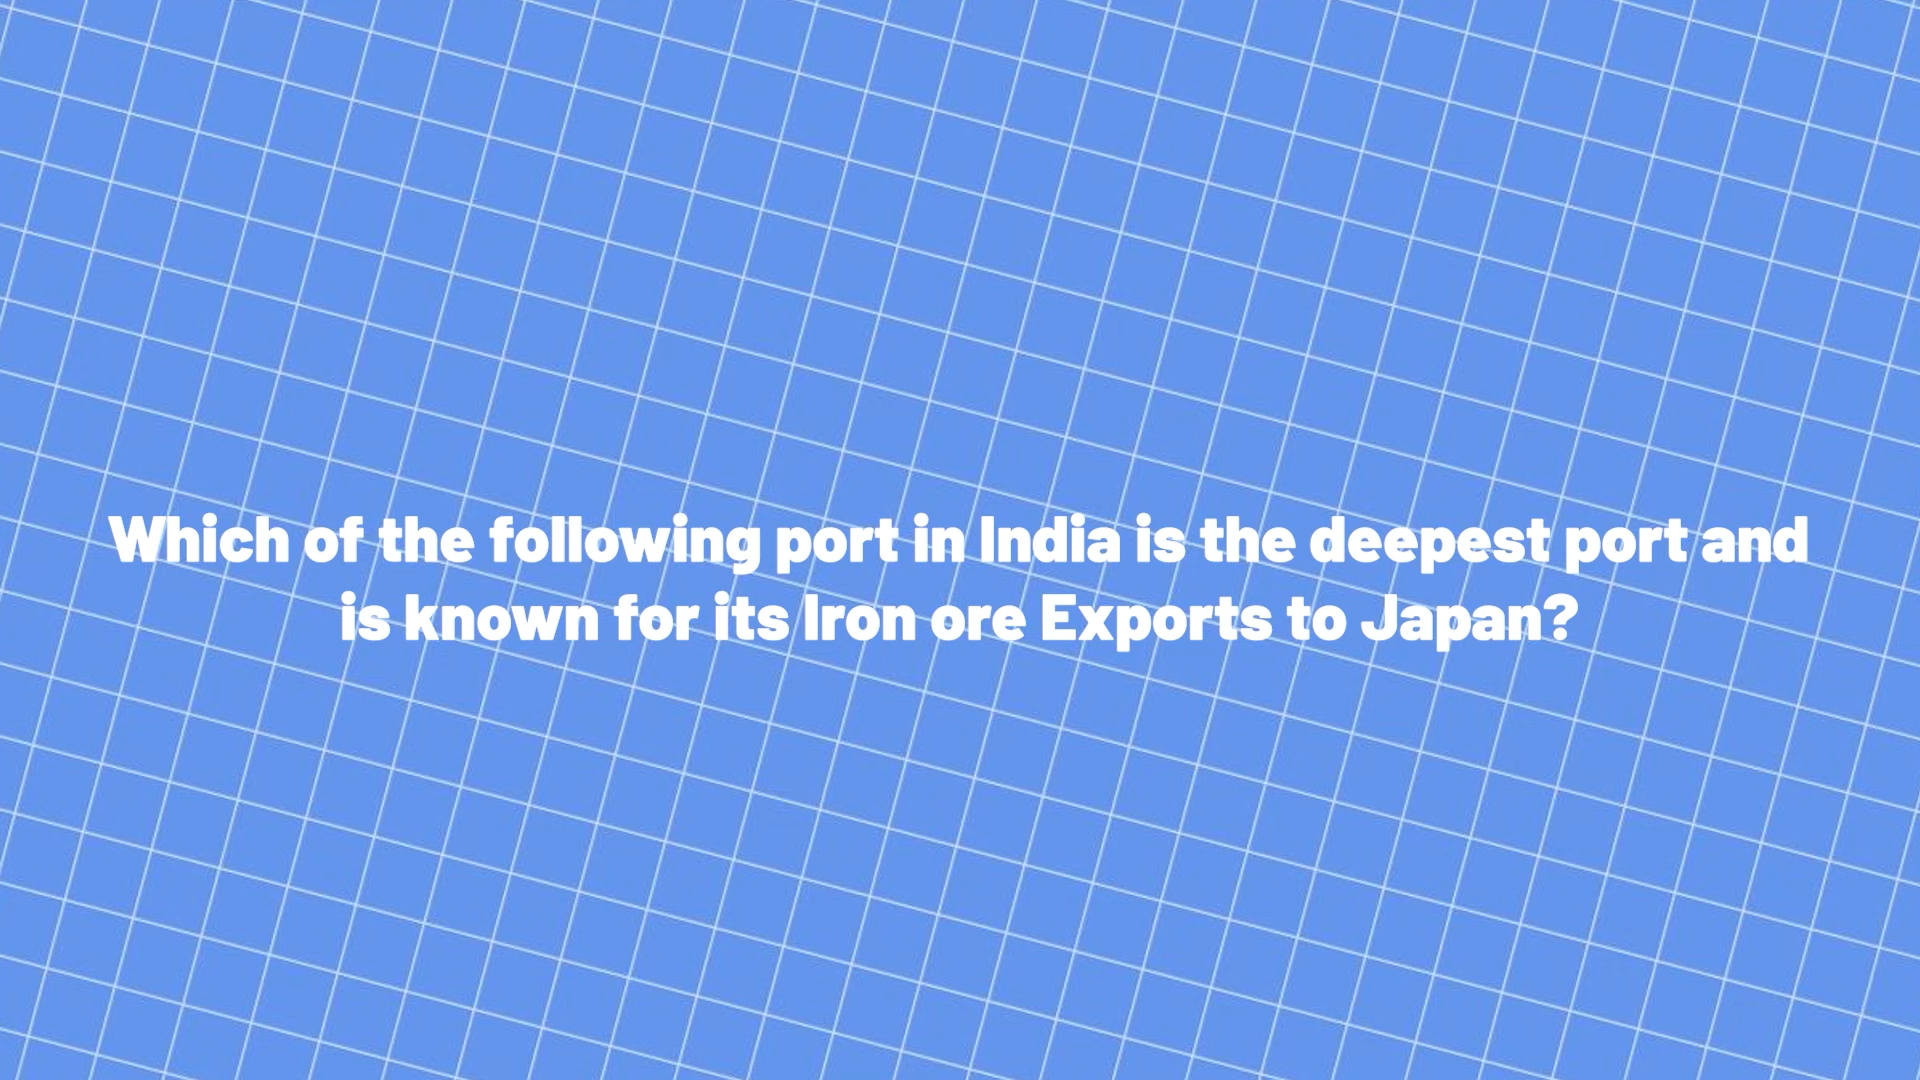 Which of the following port in India is the deepest port and
is known for its Iron ore Exports to Japan?